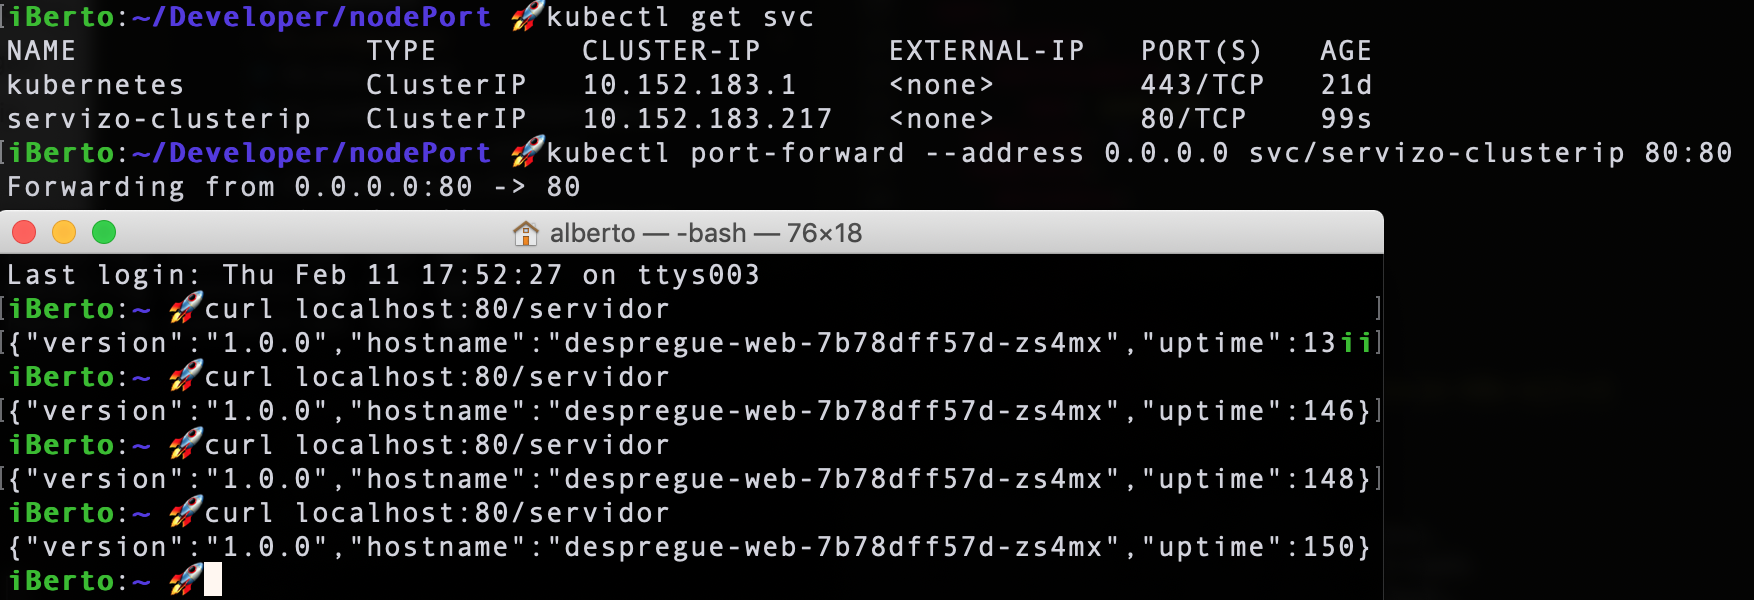 iBerto:~/Developer/nodePort 🚀kubectl get svc
NAME TYPE CLUSTER-IP EXTERNAL-IP PORT(S) AGE
kubernetes ClusterIP 10.152.183.1 <none> 443/TCP 21d
servizo-clusterip ClusterIP 10.152.183.217 <none> 80/TCP 99s
iBerto:~/Developer/nodePort 🚀kubectl port-forward --address 0.0.0.0 svc/servizo-clusterip 80:80
Forwarding from 0.0.0.0:80 -> 80
alberto — -bash — 76×18
Last login: Thu Feb 11 17:52:27 on ttys003
iBerto:~ 🚀curl localhost:80/servidor
{"version":"1.0.0","hostname":"despregue-web-7b78dff57d-zs4mx","uptime":13ii
iBerto:~ 🚀curl localhost:80/servidor
{"version":"1.0.0","hostname":"despregue-web-7b78dff57d-zs4mx","uptime":146}
iBerto:~ 🚀curl localhost:80/servidor
{"version":"1.0.0","hostname":"despregue-web-7b78dff57d-zs4mx","uptime":148}
iBerto:~ 🚀curl localhost:80/servidor
{"version":"1.0.0","hostname":"despregue-web-7b78dff57d-zs4mx","uptime":150}
iBerto:~ 🚀